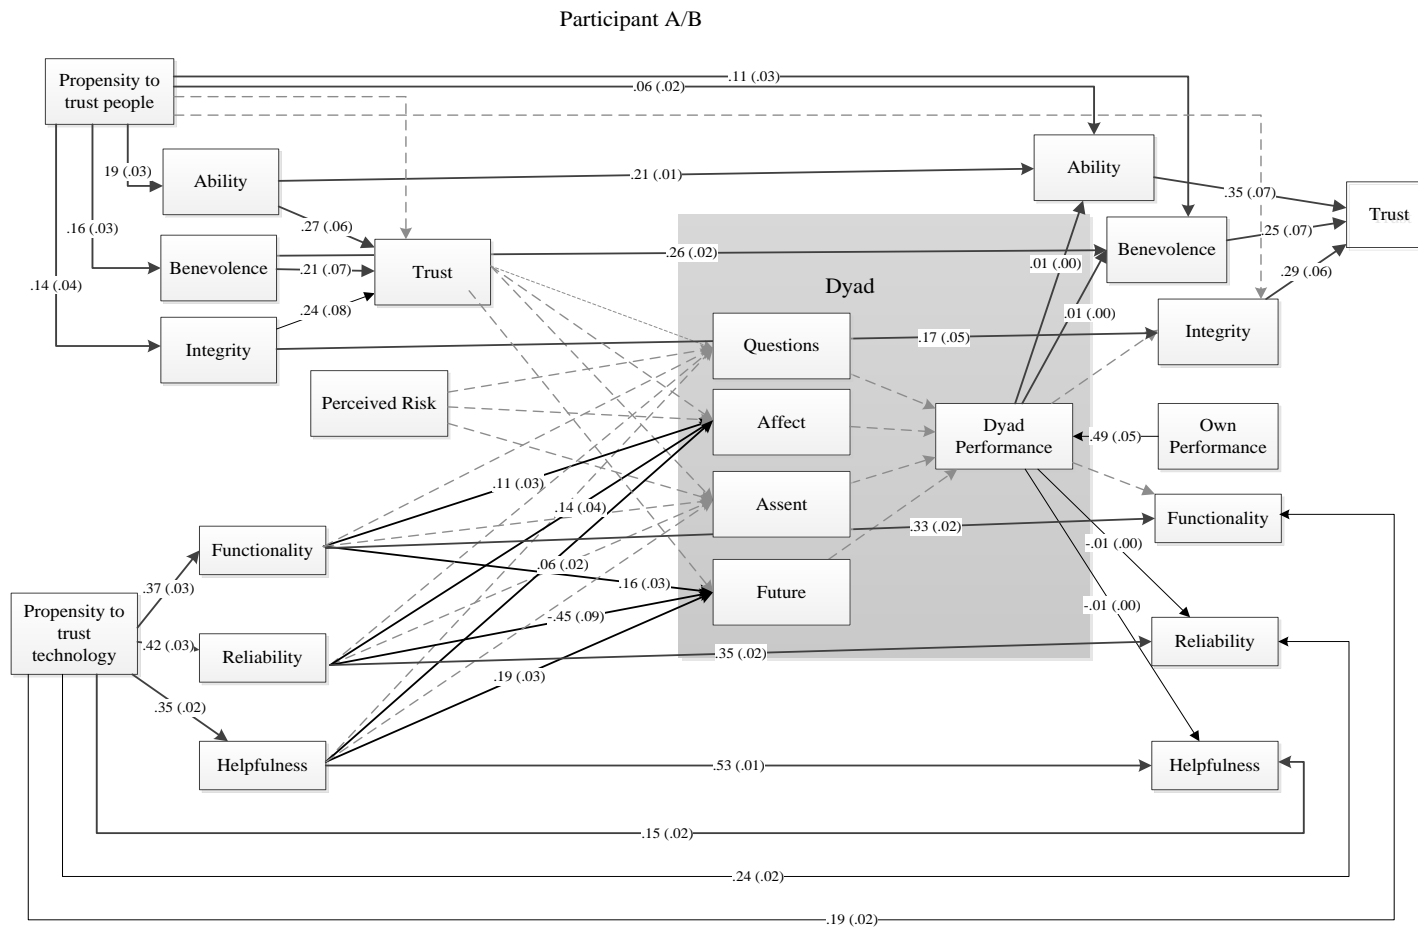 Participant A/B
Propensity to
trust people
.11 (.03)
.06 (.02)
19 (.03)
Ability
.21 (.01)
Ability
.35 (.07)
Trust
.16 (.03)
.27 (.06)
Benevolence
.21 (.07)
Trust
.26 (.02)
Benevolence
.25 (.07)
.01 (.00)
.14 (.04)
.24 (.08)
Dyad
.29 (.06)
.01 (.00)
Integrity
Questions
.17 (.05)
Integrity
Perceived Risk
Affect
Dyad
Performance
.49 (.05)
Own
Performance
.11 (.03)
.14 (.04)
Assent
.33 (.02)
Functionality
Functionality
-.01 (.00)
.06 (.02)
.37 (.03)
.16 (.03)
Future
-.01 (.00)
Propensity to
trust
technology
.42 (.03)
-.45 (.09)
Reliability
.35 (.02)
Reliability
.19 (.03)
.35 (.02)
Helpfulness
.53 (.01)
Helpfulness
.15 (.02)
.24 (.02)
.19 (.02)